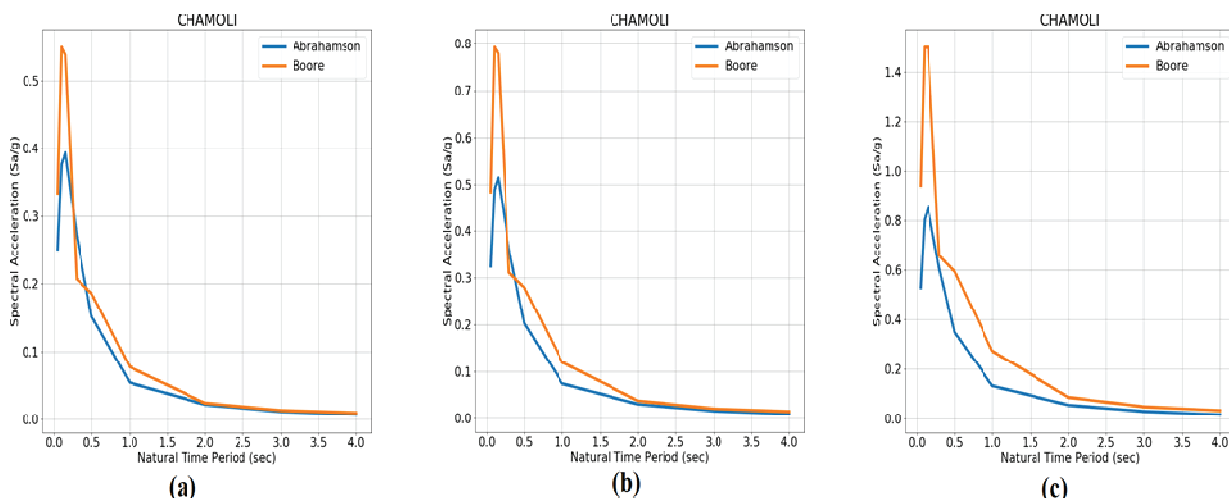 CHAMOLI
Abrahamson
Boore
Spectral Acceleration (Sa/g)
0.5
0.4
0.3
0.2
0.1
0.0
0.0 0.5 1.0 1.5 2.0 2.5 3.0 3.5 4.0
Natural Time Period (sec)
(a)
CHAMOLI
Abrahamson
Boore
Spectral Acceleration (Sa/g)
0.8
0.7
0.6
0.5
0.4
0.3
0.2
0.1
0.0
0.0 0.5 1.0 1.5 2.0 2.5 3.0 3.5 4.0
Natural Time Period (sec)
(b)
CHAMOLI
Abrahamson
Boore
Spectral Acceleration (Sa/g)
1.4
1.2
1.0
0.8
0.6
0.4
0.2
0.0
0.0 0.5 1.0 1.5 2.0 2.5 3.0 3.5 4.0
Natural Time Period (sec)
(c)